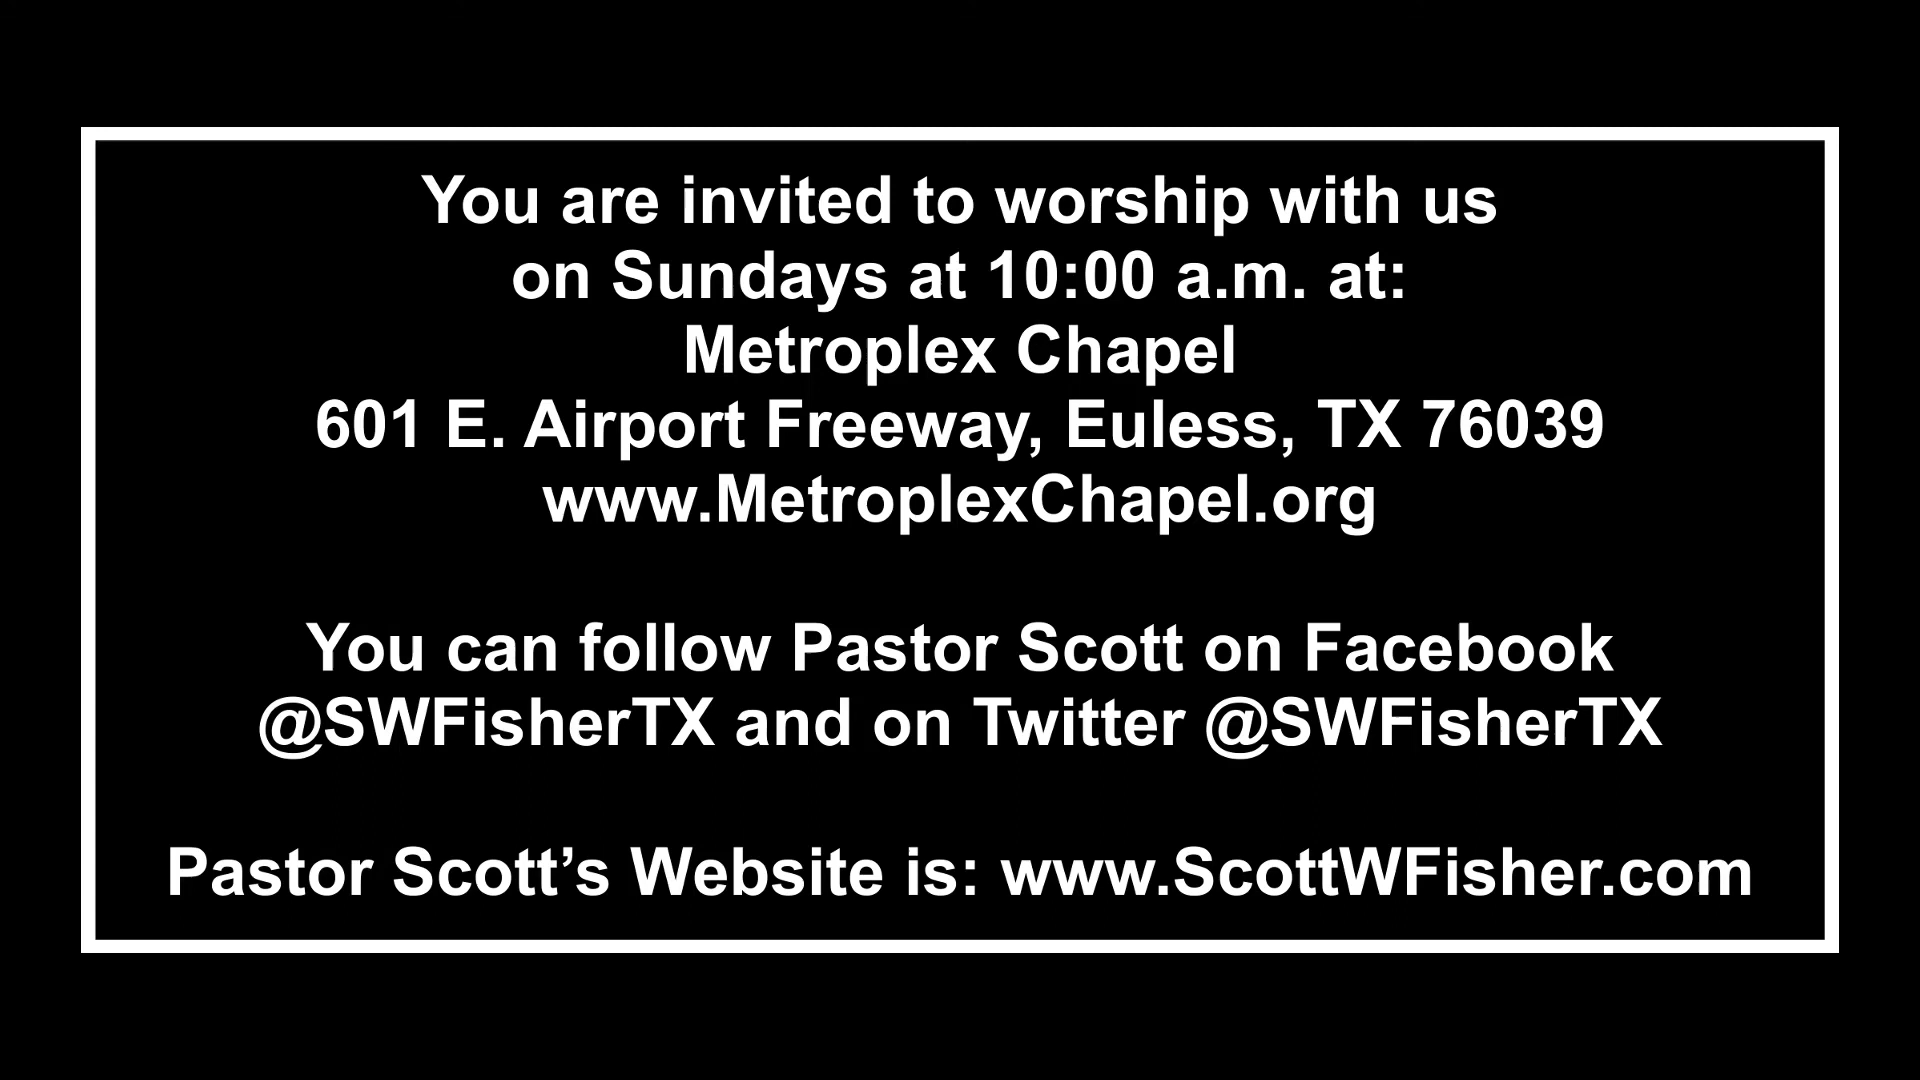 You are invited to worship with us
on Sundays at 10:00 a.m. at:
Metroplex Chapel
601 E. Airport Freeway, Euless, TX 76039
www.MetroplexChapel.org
You can follow Pastor Scott on Facebook
@SWFisherTX and on Twitter @SWFisherTX
Pastor Scott’s Website is: www.ScottWFisher.com